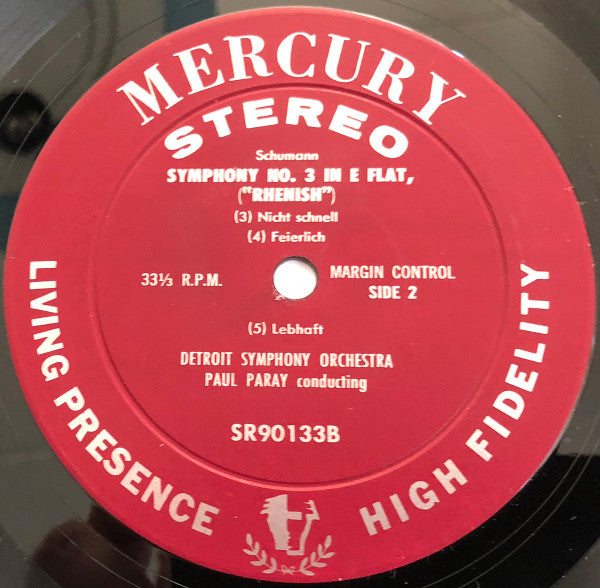 MERCURY
STEREO
Schumann
SYMPHONY NO. 3 IN E FLAT,
("RHENISH")
(3) Nicht schnell
(4) Feierlich
33⅓ R.P.M.
MARGIN CONTROL
SIDE 2
(5) Lebhaft
DETROIT SYMPHONY ORCHESTRA
PAUL PARAY conducting
SR90133B
LIVING PRESENCE
HIGH FIDELITY